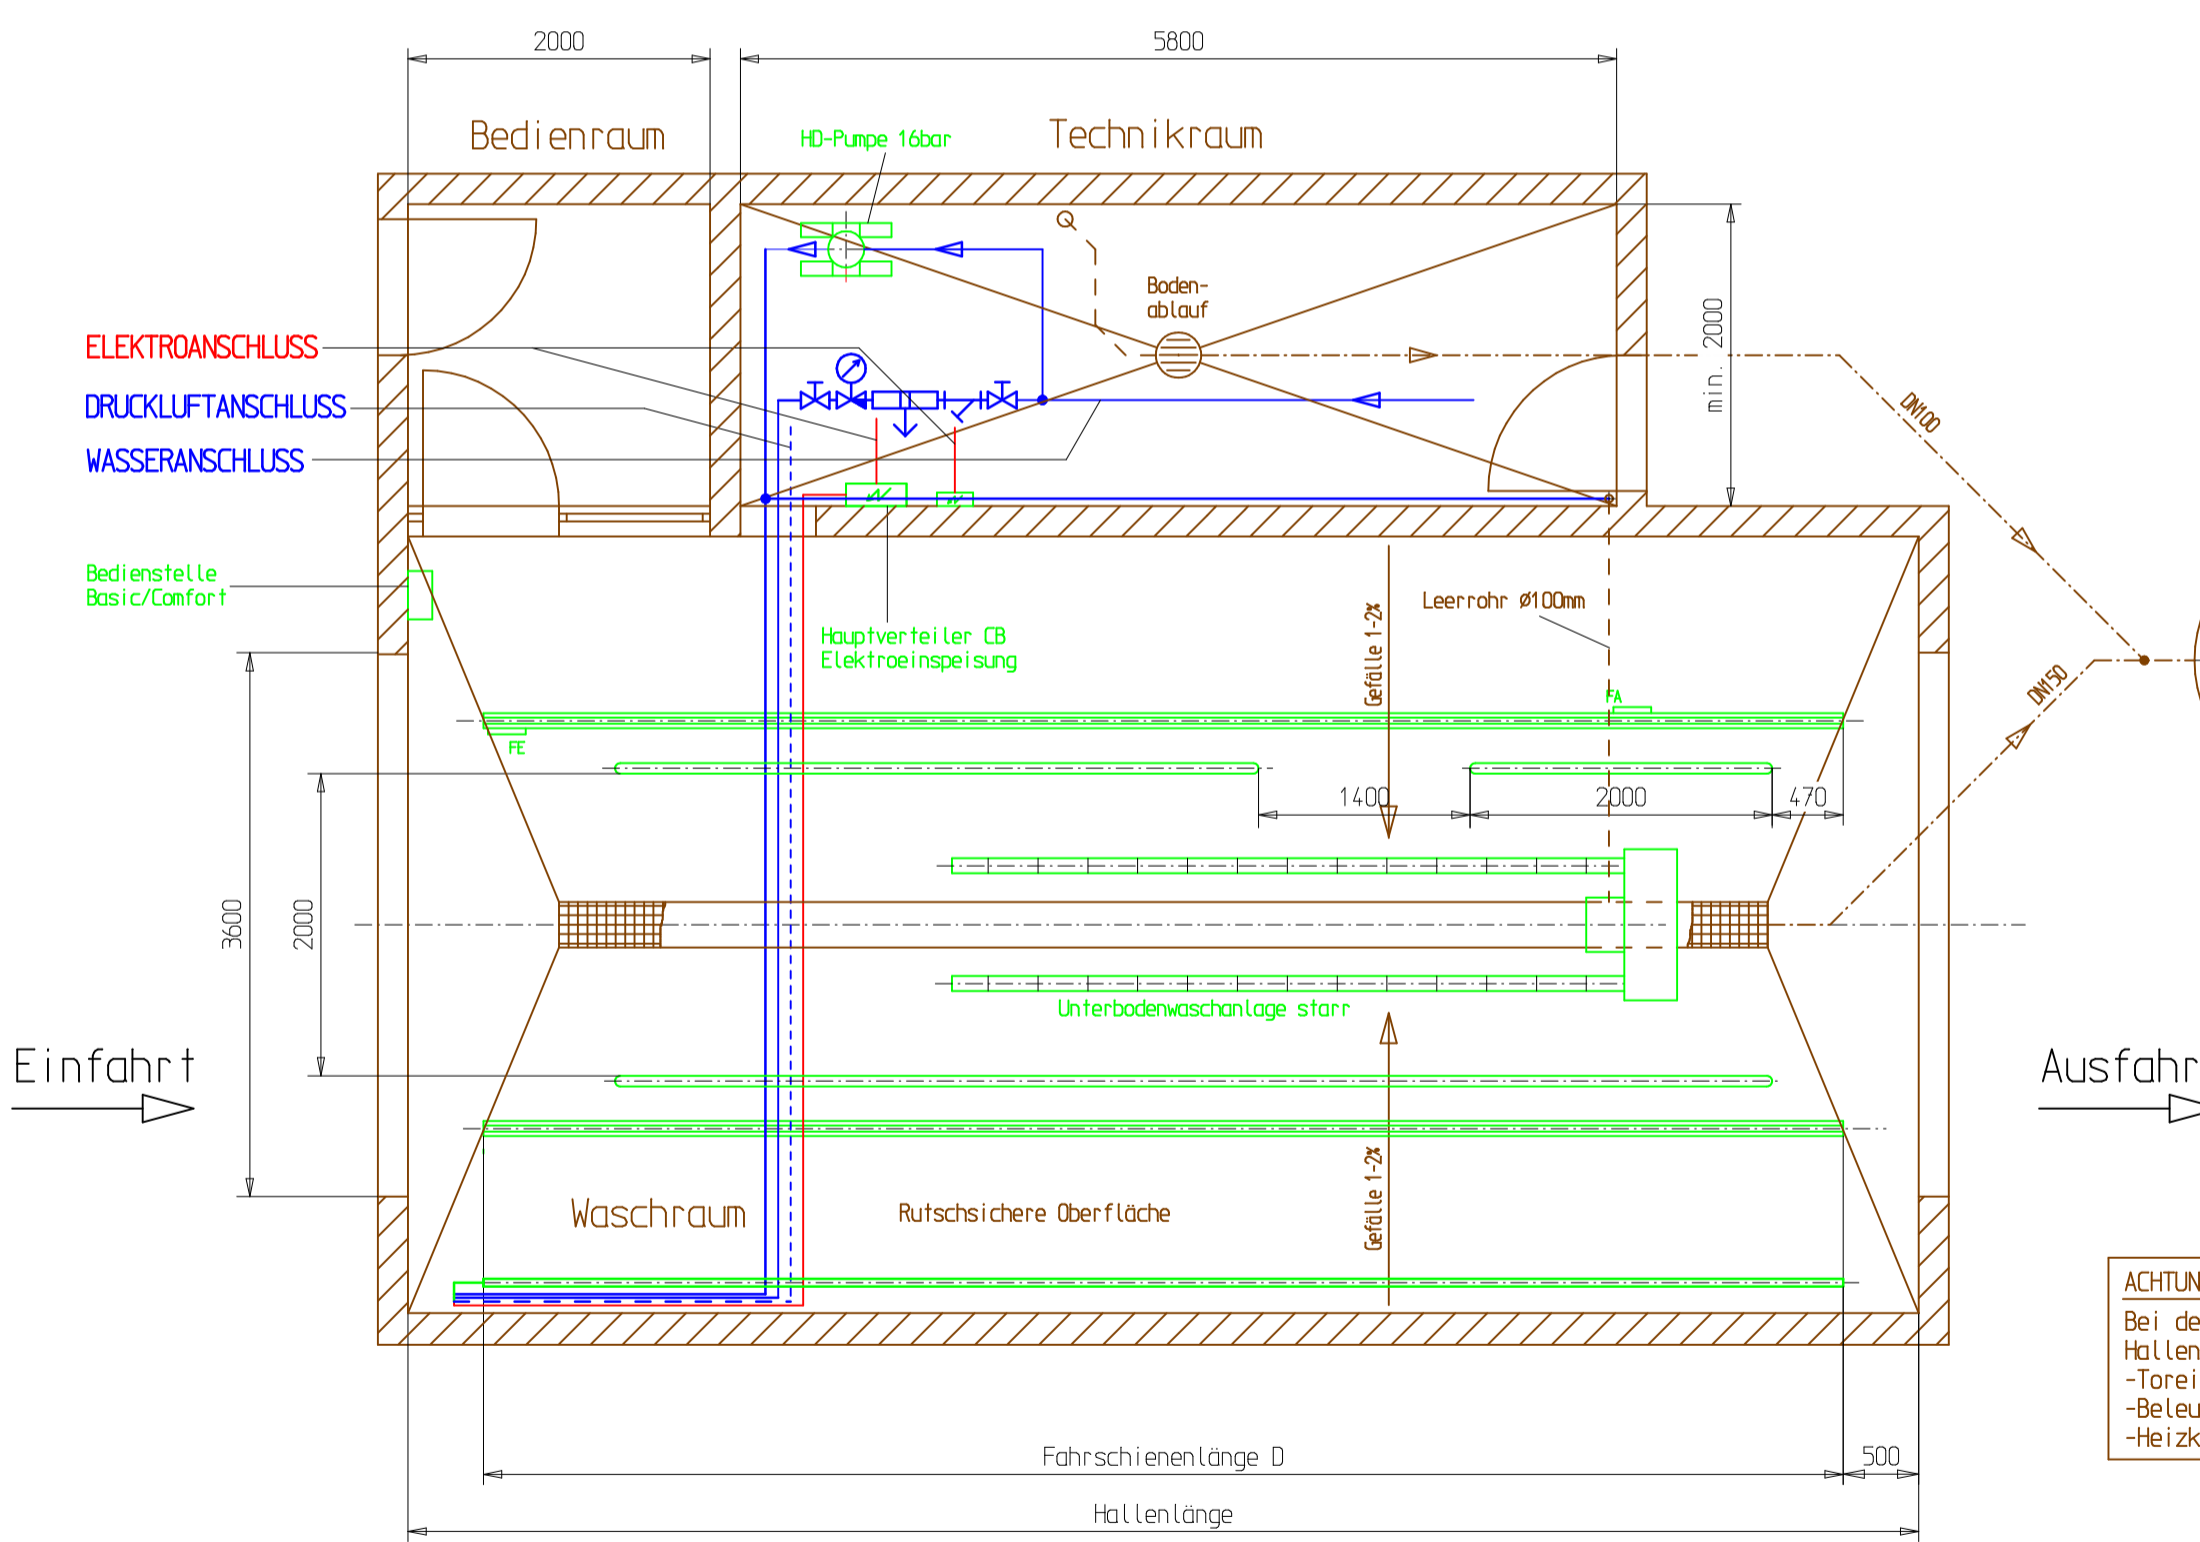 2000
5800
Bedienraum
HD-Pumpe 16bar
Technikraum
Boden-
ablauf
min. 2000
ELEKTROANSCHLUSS
DRUCKLUFTANSCHLUSS
WASSERANSCHLUSS
DN100
Bedienstelle
Basic/Comfort
Hauptverteiler CB
Elektroeinspeisung
Gefälle 1-2%
Leerrohr Ø100mm
DN150
FA
FE
1400
2000
470
3600
2000
Unterbodenwaschanlage starr
Einfahrt
Ausfahr
Waschraum
Rutschsichere Oberfläche
Gefälle 1-2%
ACHTUN
Bei de
Hallen
-Torei
-Beleu
-Heizk
Fahrschienenlänge D
500
Hallenlänge